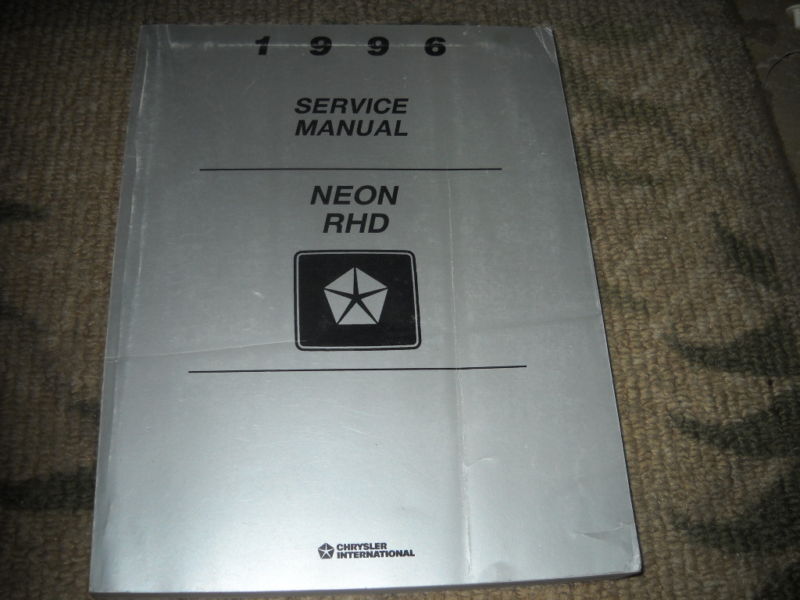 1 9 9 6
SERVICE
MANUAL
NEON
RHD
CHRYSLER
INTERNATIONAL